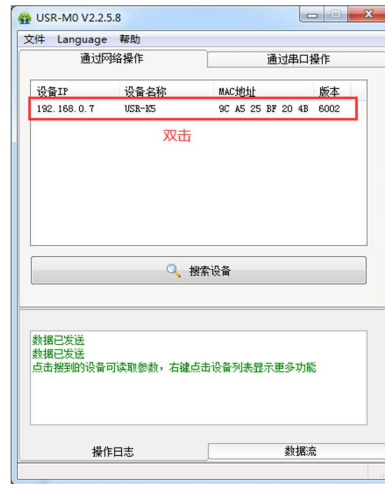 USR-M0 V2.2.5.8
文件 Language 帮助
通过网络操作 通过串口操作
设备IP 设备名称 MAC地址 版本
192.168.0.7 USR-K5 9C A5 25 BF 20 4B 6002
双击
搜索设备
数据已发送
数据已发送
点击搜到的设备可读取参数，右键点击设备列表显示更多功能
操作日志 数据流